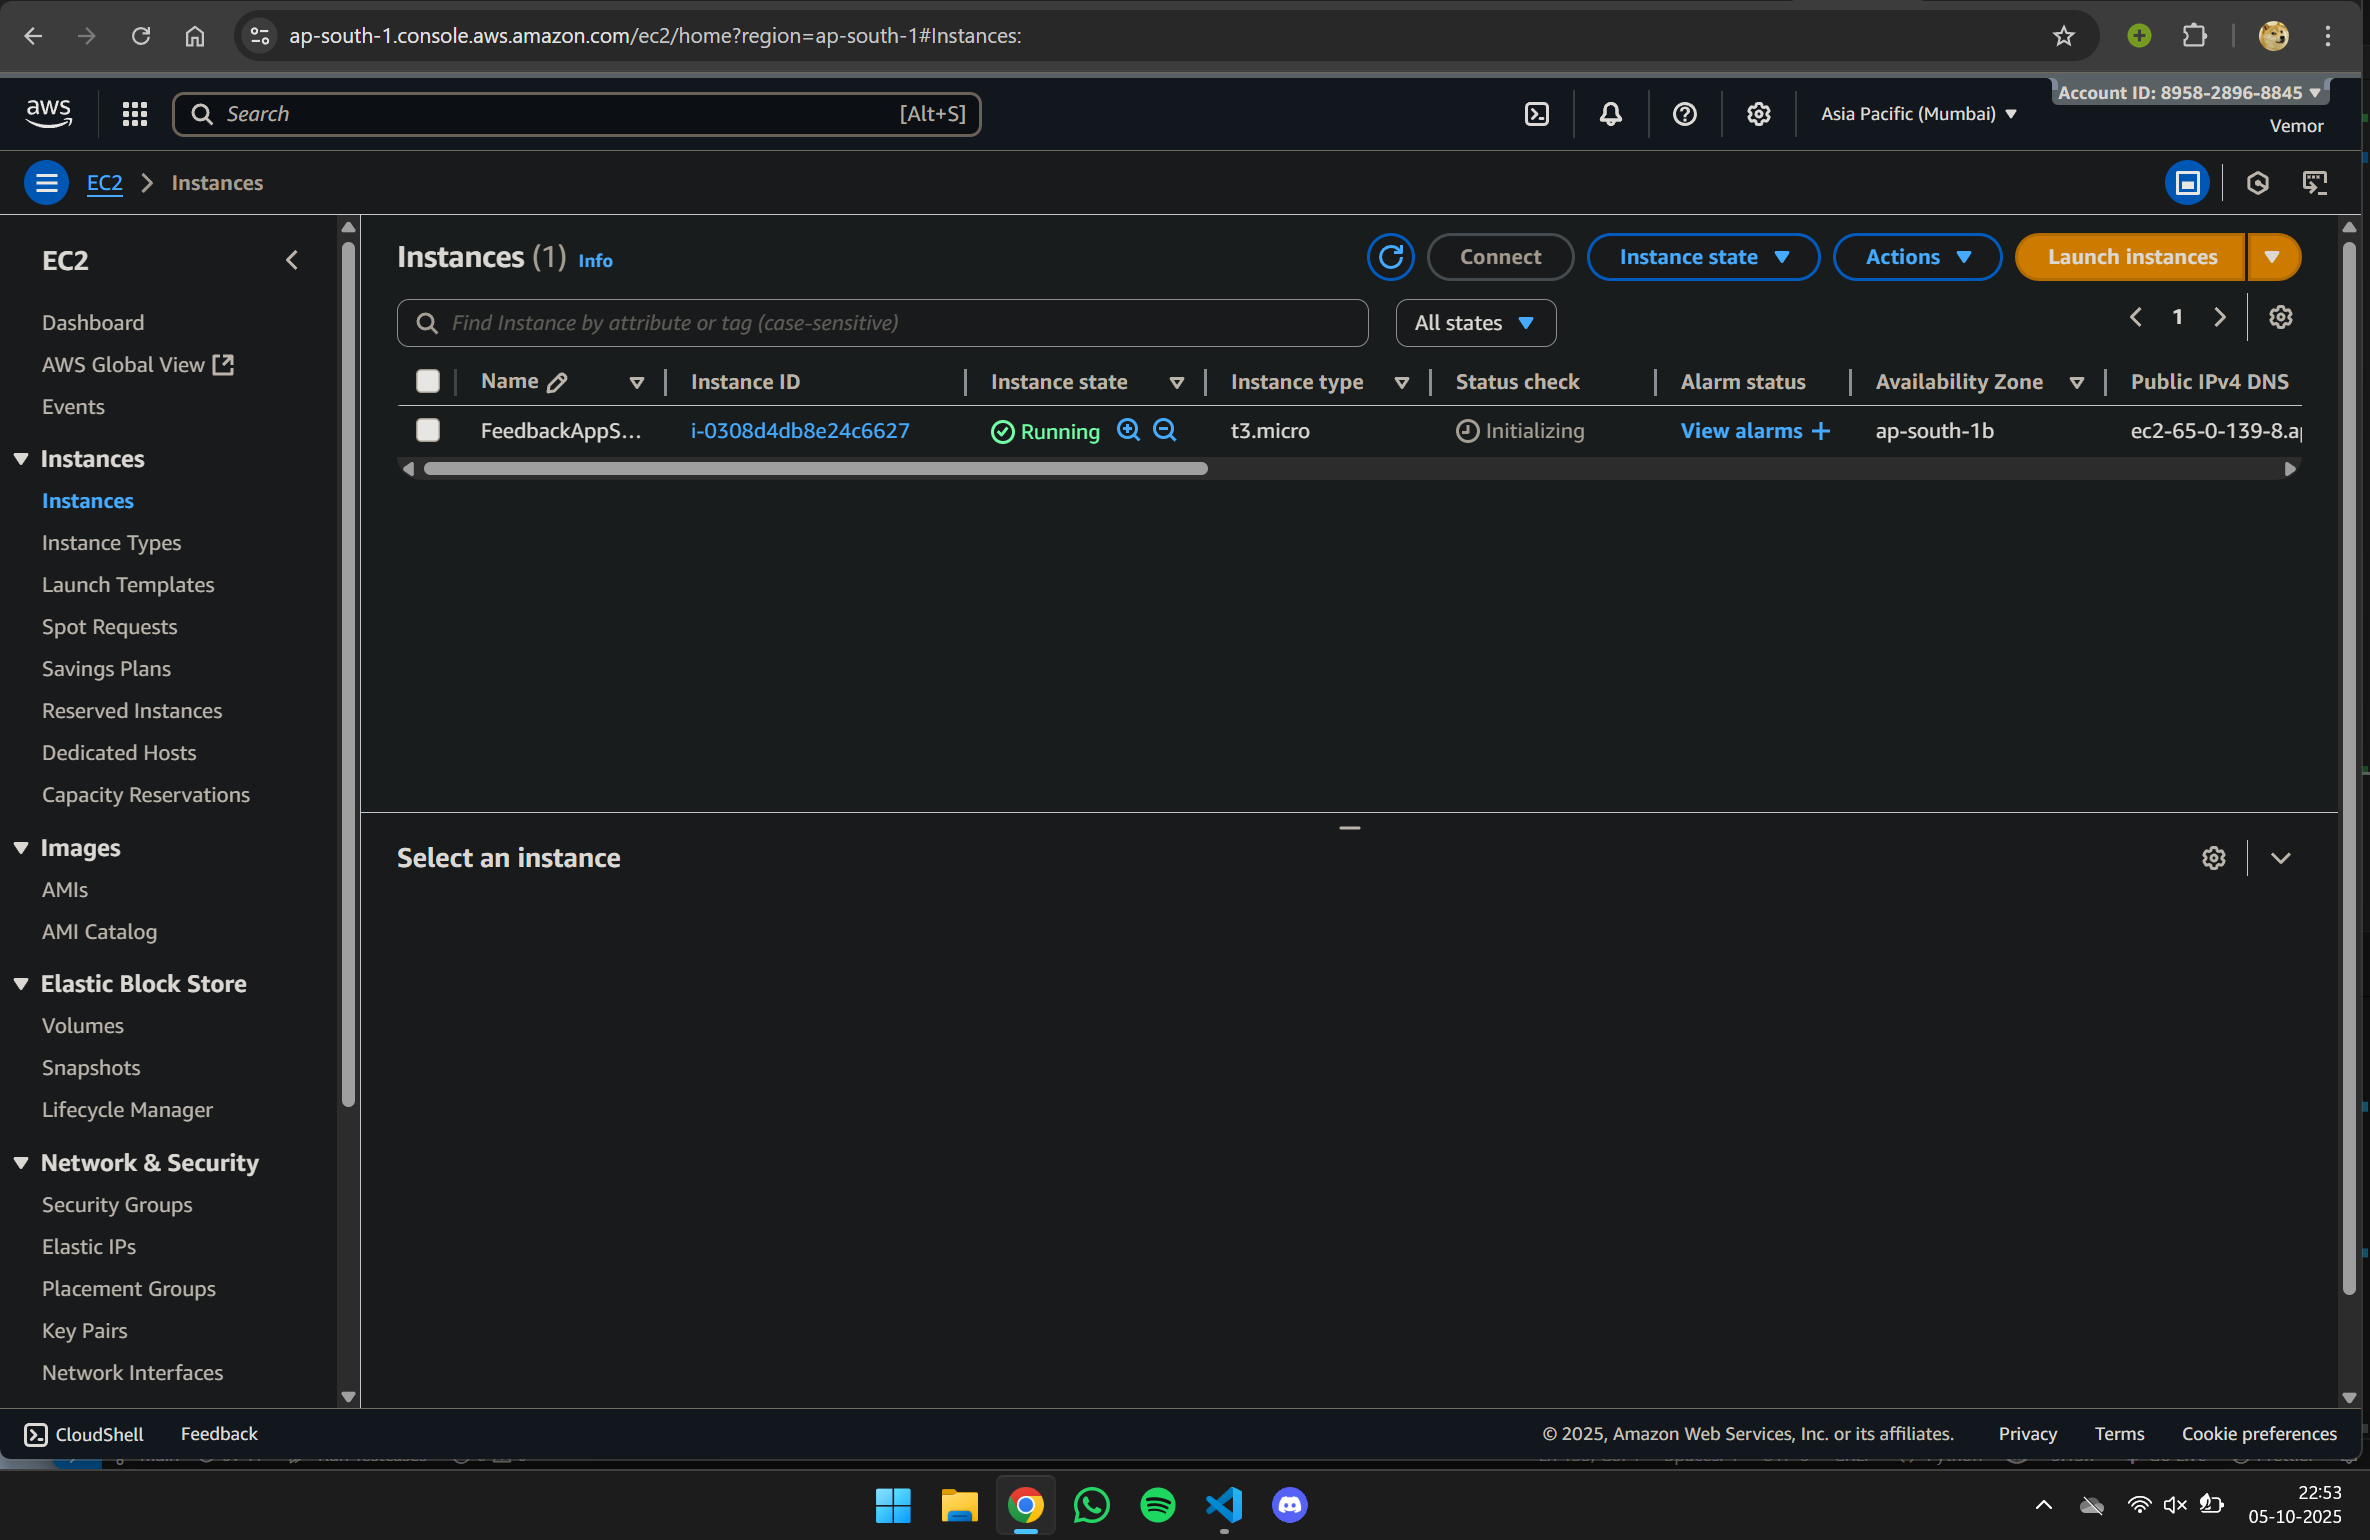 ap-south-1.console.aws.amazon.com/ec2/home?region=ap-south-1#Instances:
aws
Search
[Alt+S]
Asia Pacific (Mumbai)
Account ID: 8958-2896-8845
Vemor
EC2
Instances
EC2
Dashboard
AWS Global View
Events
Instances
Instances
Instance Types
Launch Templates
Spot Requests
Savings Plans
Reserved Instances
Dedicated Hosts
Capacity Reservations
Images
AMIs
AMI Catalog
Elastic Block Store
Volumes
Snapshots
Lifecycle Manager
Network & Security
Security Groups
Elastic IPs
Placement Groups
Key Pairs
Network Interfaces
Instances (1) Info
Connect
Instance state
Actions
Launch instances
Find Instance by attribute or tag (case-sensitive)
All states
1
Name Instance ID Instance state Instance type Status check Alarm status Availability Zone Public IPv4 DNS
FeedbackAppS... i-0308d4db8e24c6627 Running t3.micro Initializing View alarms + ap-south-1b ec2-65-0-139-8.ap
Select an instance
CloudShell
Feedback
© 2025, Amazon Web Services, Inc. or its affiliates.
Privacy
Terms
Cookie preferences
22:53
05-10-2025